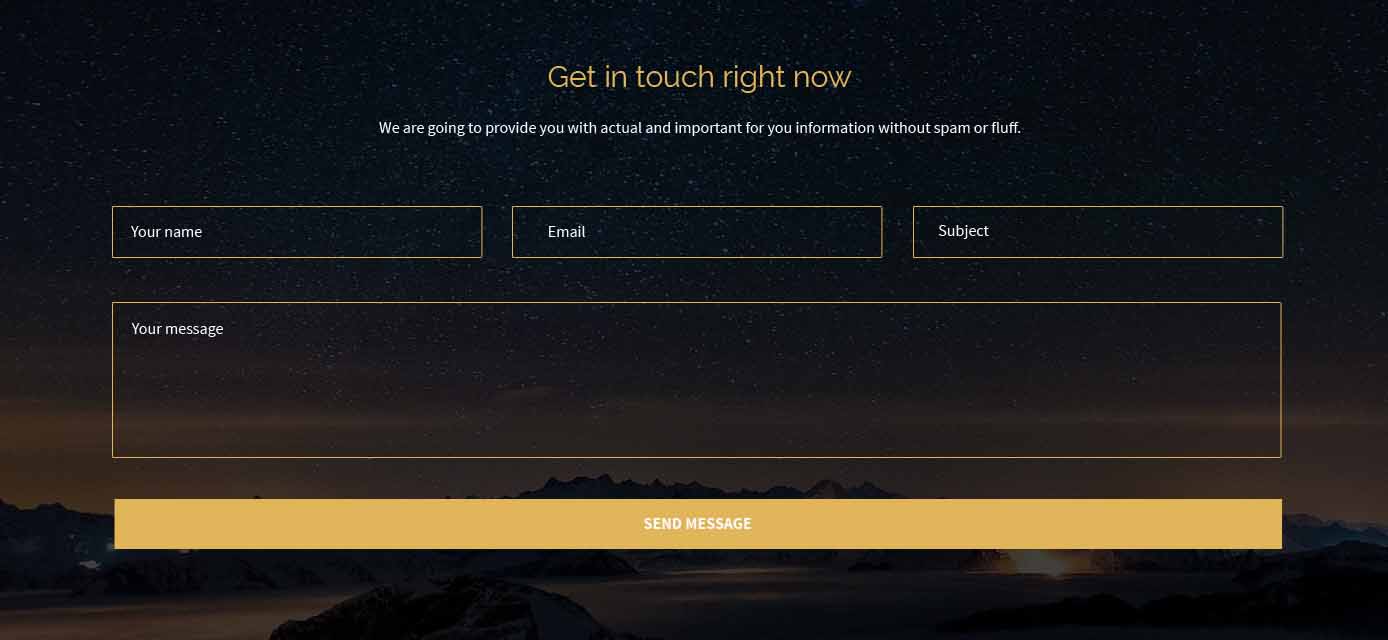 Get in touch right now
We are going to provide you with actual and important for you information without spam or fluff.
Your name
Email
Subject
Your message
SEND MESSAGE